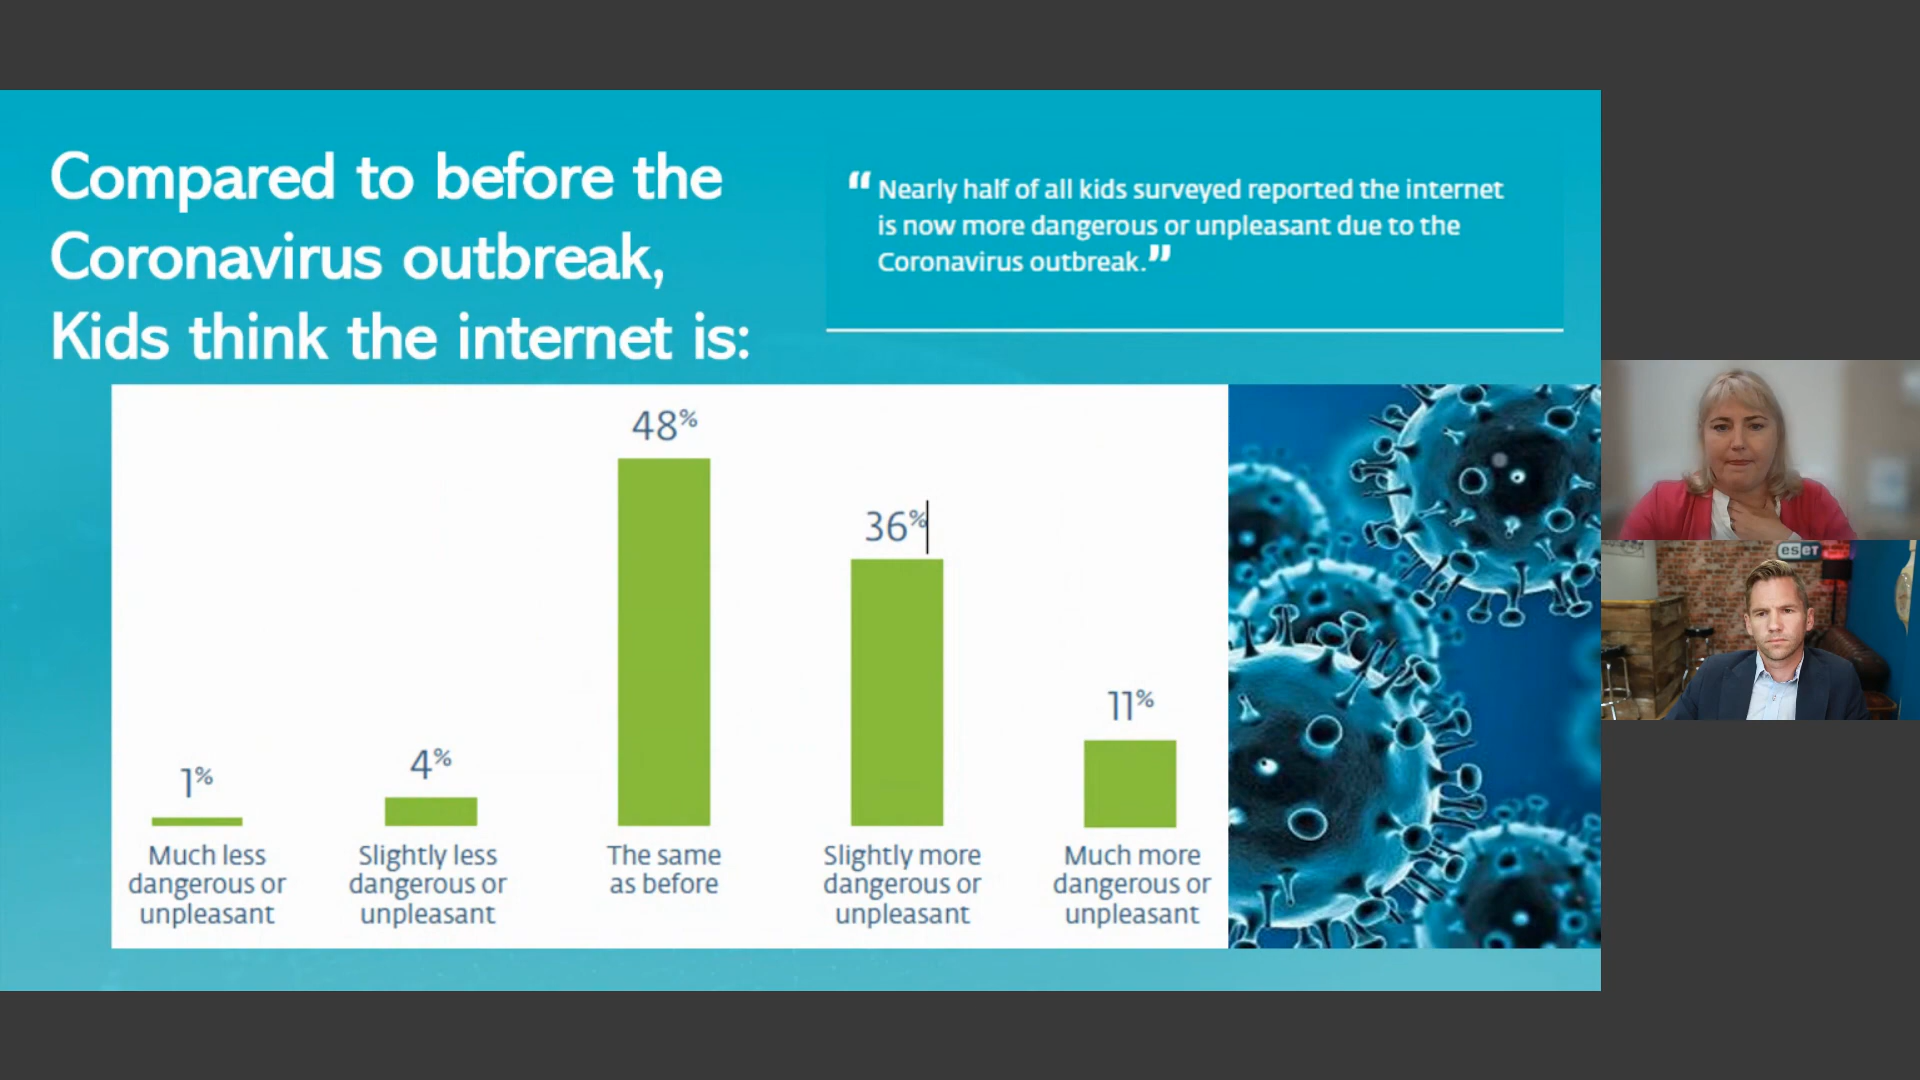 Compared to before the
Coronavirus outbreak,
Kids think the internet is:
“Nearly half of all kids surveyed reported the internet
is now more dangerous or unpleasant due to the
Coronavirus outbreak.”
48%
36%
11%
4%
1%
Much less
dangerous or
unpleasant
Slightly less
dangerous or
unpleasant
The same
as before
Slightly more
dangerous or
unpleasant
Much more
dangerous or
unpleasant
eseT